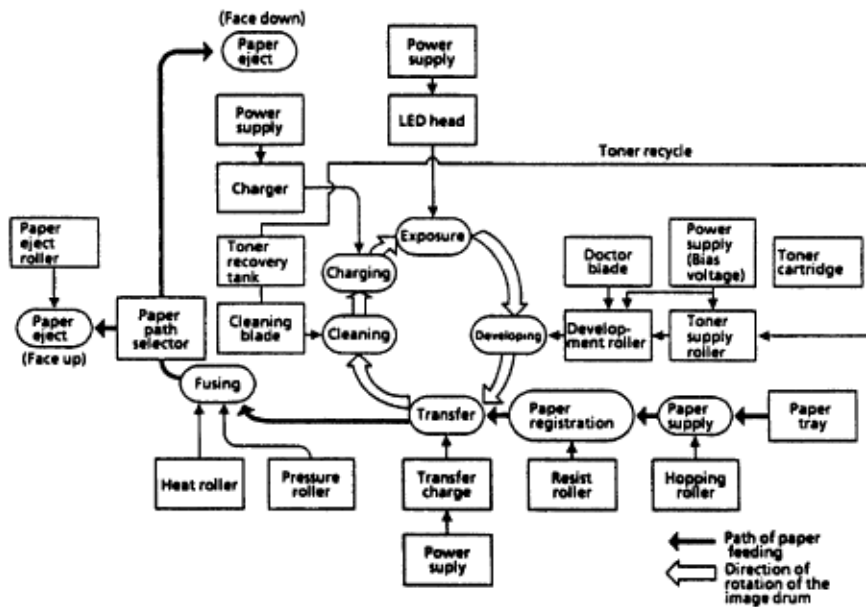 (Face down)
Paper
eject
Power
supply
Power
supply
LED head
Toner recycle
Charger
Paper
eject
roller
Toner
recovery
tank
Exposure
Charging
Doctor
blade
Power
supply
(Bias
voltage)
Toner
cartridge
Paper
eject
(Face up)
Paper
path
selector
Cleaning
blade
Cleaning
Developing
Develop-
ment roller
Toner
supply
roller
Fusing
Transfer
Paper
registration
Paper
supply
Paper
tray
Heat roller
Pressure
roller
Transfer
charge
Resist
roller
Hopping
roller
Power
suply
Path of paper
feeding
Direction of
rotation of the
image drum